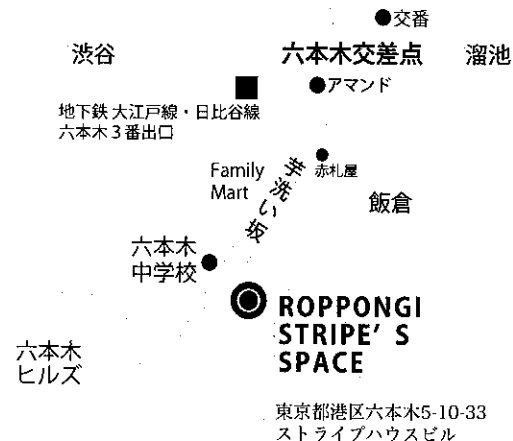 交番
渋谷
六本木交差点
溜池
アマンド
地下鉄 大江戸線・日比谷線
六本木3番出口
赤札屋
Family
Mart
芋洗い坂
飯倉
六本木
中学校
ROPPONGI
STRIPE' S
SPACE
六本木
ヒルズ
東京都港区六本木5-10-33
ストライプハウスビル